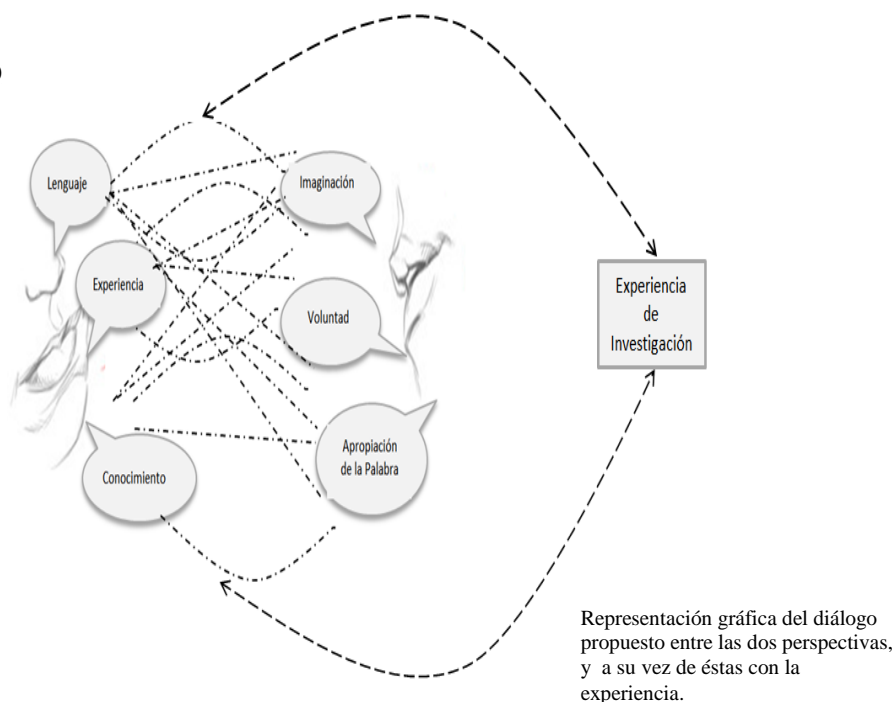 Lenguaje
Imaginación
Experiencia
Voluntad
Experiencia
de
Investigación
Apropiación
de la Palabra
Conocimiento
Representación gráfica del diálogo
propuesto entre las dos perspectivas,
y a su vez de éstas con la
experiencia.